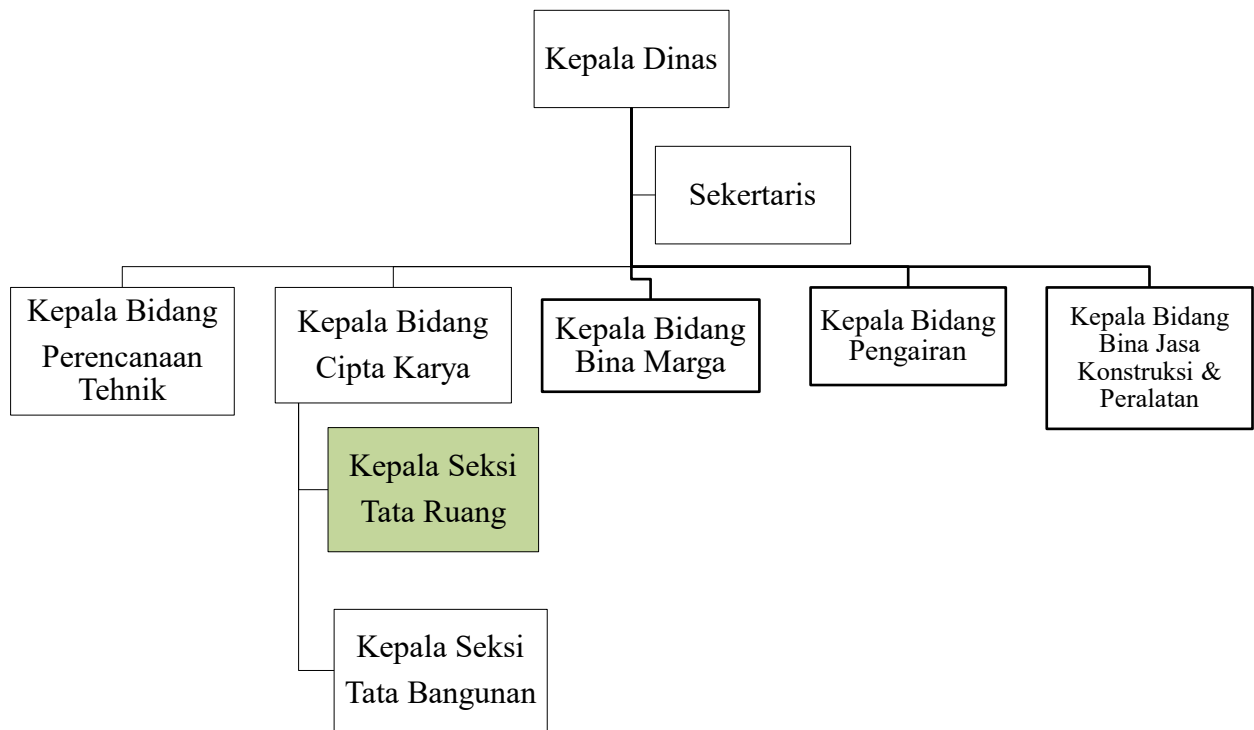 Kepala Dinas
Sekertaris
Kepala Bidang
Perencanaan
Tehnik
Kepala Bidang
Cipta Karya
Kepala Bidang
Bina Marga
Kepala Bidang
Pengairan
Kepala Bidang
Bina Jasa
Konstruksi &
Peralatan
Kepala Seksi
Tata Ruang
Kepala Seksi
Tata Bangunan